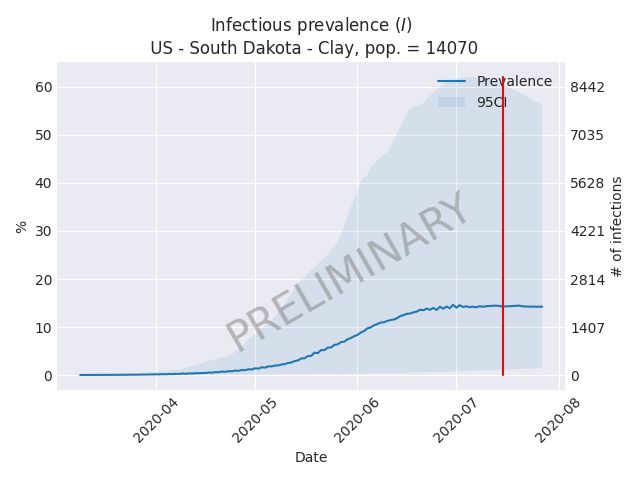 Infectious prevalence (I)
US - South Dakota - Clay, pop. = 14070
Prevalence
95CI
60
50
40
30
20
10
0
%
8442
7035
5628
4221
2814
1407
0
# of infections
PRELIMINARY
2020-04
2020-05
2020-06
2020-07
2020-08
Date